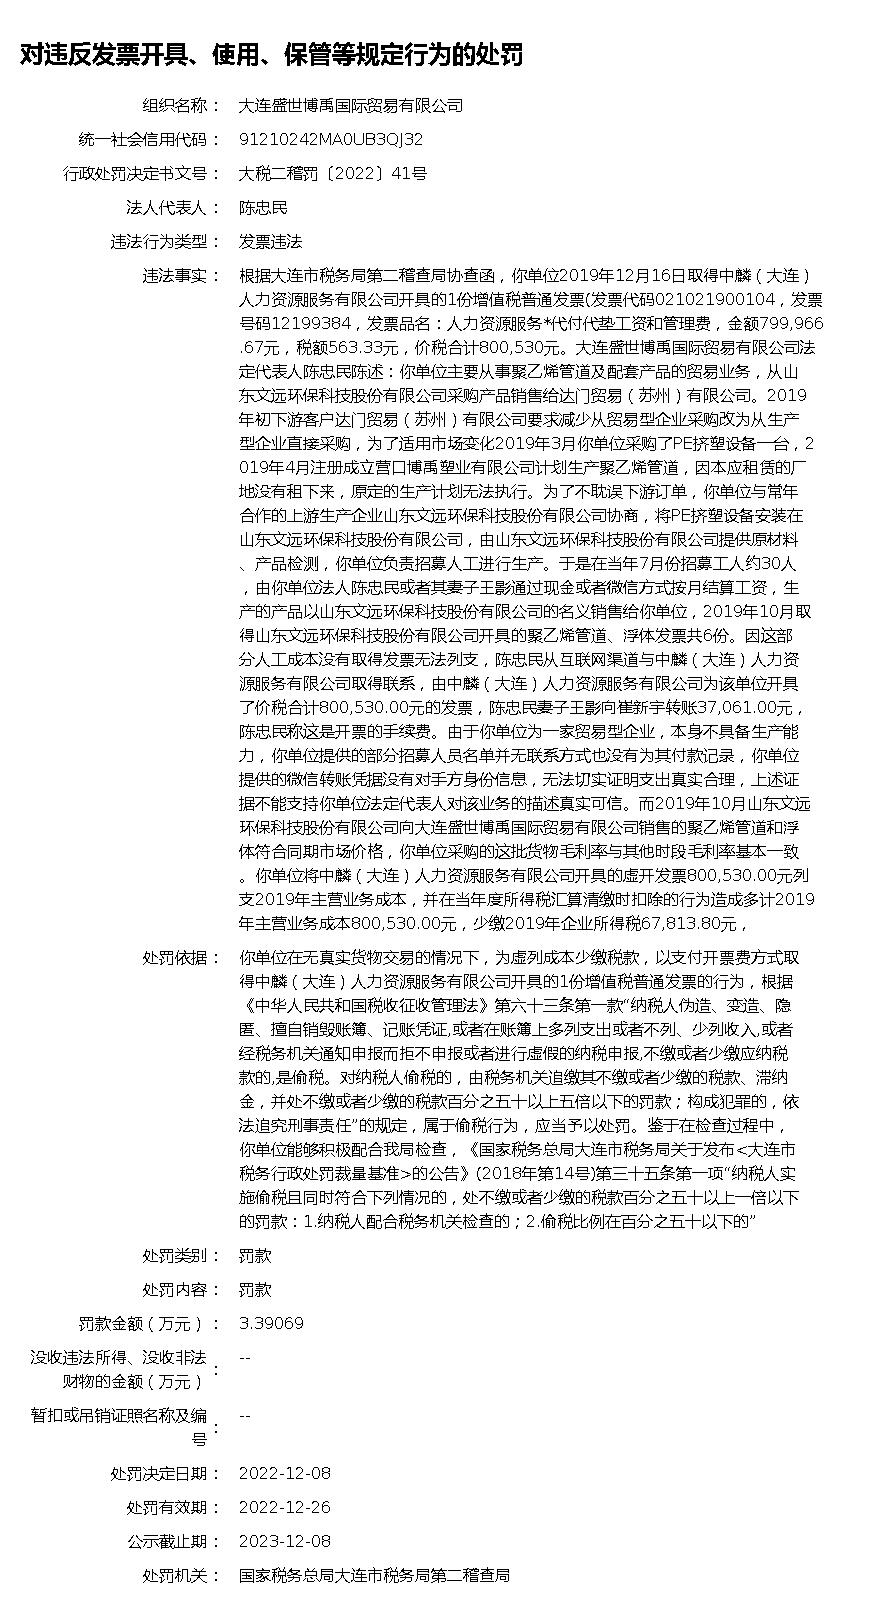 对违反发票开具、使用、保管等规定行为的处罚
组织名称： 大连盛世博禹国际贸易有限公司
统一社会信用代码： 91210242MA0UB3QJ32
行政处罚决定书文号： 大税二稽罚〔2022〕41号
法人代表人： 陈忠民
违法行为类型： 发票违法
违法事实： 根据大连市税务局第二稽查局协查函，你单位2019年12月16日取得中麟（大连）
人力资源服务有限公司开具的1份增值税普通发票(发票代码021021900104，发票
号码12199384，发票品名：人力资源服务*代付代垫工资和管理费，金额799,966
.67元，税额563.33元，价税合计800,530元。大连盛世博禹国际贸易有限公司法
定代表人陈忠民陈述：你单位主要从事聚乙烯管道及配套产品的贸易业务，从山
东文远环保科技股份有限公司采购产品销售给达门贸易（苏州）有限公司。2019
年初下游客户达门贸易（苏州）有限公司要求减少从贸易型企业采购改为从生产
型企业直接采购，为了适用市场变化2019年3月你单位采购了PE挤塑设备一台，2
019年4月注册成立营口博禹塑业有限公司计划生产聚乙烯管道，因本应租赁的厂
地没有租下来，原定的生产计划无法执行。为了不耽误下游订单，你单位与常年
合作的上游生产企业山东文远环保科技股份有限公司协商，将PE挤塑设备安装在
山东文远环保科技股份有限公司，由山东文远环保科技股份有限公司提供原材料
、产品检测，你单位负责招募人工进行生产。于是在当年7月份招募工人约30人
，由你单位法人陈忠民或者其妻子王影通过现金或者微信方式按月结算工资，生
产的产品以山东文远环保科技股份有限公司的名义销售给你单位，2019年10月取
得山东文远环保科技股份有限公司开具的聚乙烯管道、浮体发票共6份。因这部
分人工成本没有取得发票无法列支，陈忠民从互联网渠道与中麟（大连）人力资
源服务有限公司取得联系，由中麟（大连）人力资源服务有限公司为该单位开具
了价税合计800,530.00元的发票，陈忠民妻子王影向崔新宇转账37,061.00元，
陈忠民称这是开票的手续费。由于你单位为一家贸易型企业，本身不具备生产能
力，你单位提供的部分招募人员名单并无联系方式也没有为其付款记录，你单位
提供的微信转账凭据没有对手方身份信息，无法切实证明支出真实合理，上述证
据不能支持你单位法定代表人对该业务的描述真实可信。而2019年10月山东文远
环保科技股份有限公司向大连盛世博禹国际贸易有限公司销售的聚乙烯管道和浮
体符合同期市场价格，你单位采购的这批货物毛利率与其他时段毛利率基本一致
。你单位将中麟（大连）人力资源服务有限公司开具的虚开发票800,530.00元列
支2019年主营业务成本，并在当年度所得税汇算清缴时扣除的行为造成多计2019
年主营业务成本800,530.00元，少缴2019年企业所得税67,813.80元，
处罚依据： 你单位在无真实货物交易的情况下，为虚列成本少缴税款，以支付开票费方式取
得中麟（大连）人力资源服务有限公司开具的1份增值税普通发票的行为，根据
《中华人民共和国税收征收管理法》第六十三条第一款“纳税人伪造、变造、隐
匿、擅自销毁账簿、记账凭证,或者在账簿上多列支出或者不列、少列收入,或者
经税务机关通知申报而拒不申报或者进行虚假的纳税申报,不缴或者少缴应纳税
款的,是偷税。对纳税人偷税的，由税务机关追缴其不缴或者少缴的税款、滞纳
金，并处不缴或者少缴的税款百分之五十以上五倍以下的罚款；构成犯罪的，依
法追究刑事责任”的规定，属于偷税行为，应当予以处罚。鉴于在检查过程中，
你单位能够积极配合我局检查，《国家税务总局大连市税务局关于发布<大连市
税务行政处罚裁量基准>的公告》(2018年第14号)第三十五条第一项“纳税人实
施偷税且同时符合下列情况的，处不缴或者少缴的税款百分之五十以上一倍以下
的罚款：1.纳税人配合税务机关检查的；2.偷税比例在百分之五十以下的”
处罚类别： 罚款
处罚内容： 罚款
罚款金额（万元）： 3.39069
没收违法所得、没收非法
财物的金额（万元）： --
暂扣或吊销证照名称及编
号： --
处罚决定日期： 2022-12-08
处罚有效期： 2022-12-26
公示截止期： 2023-12-08
处罚机关： 国家税务总局大连市税务局第二稽查局